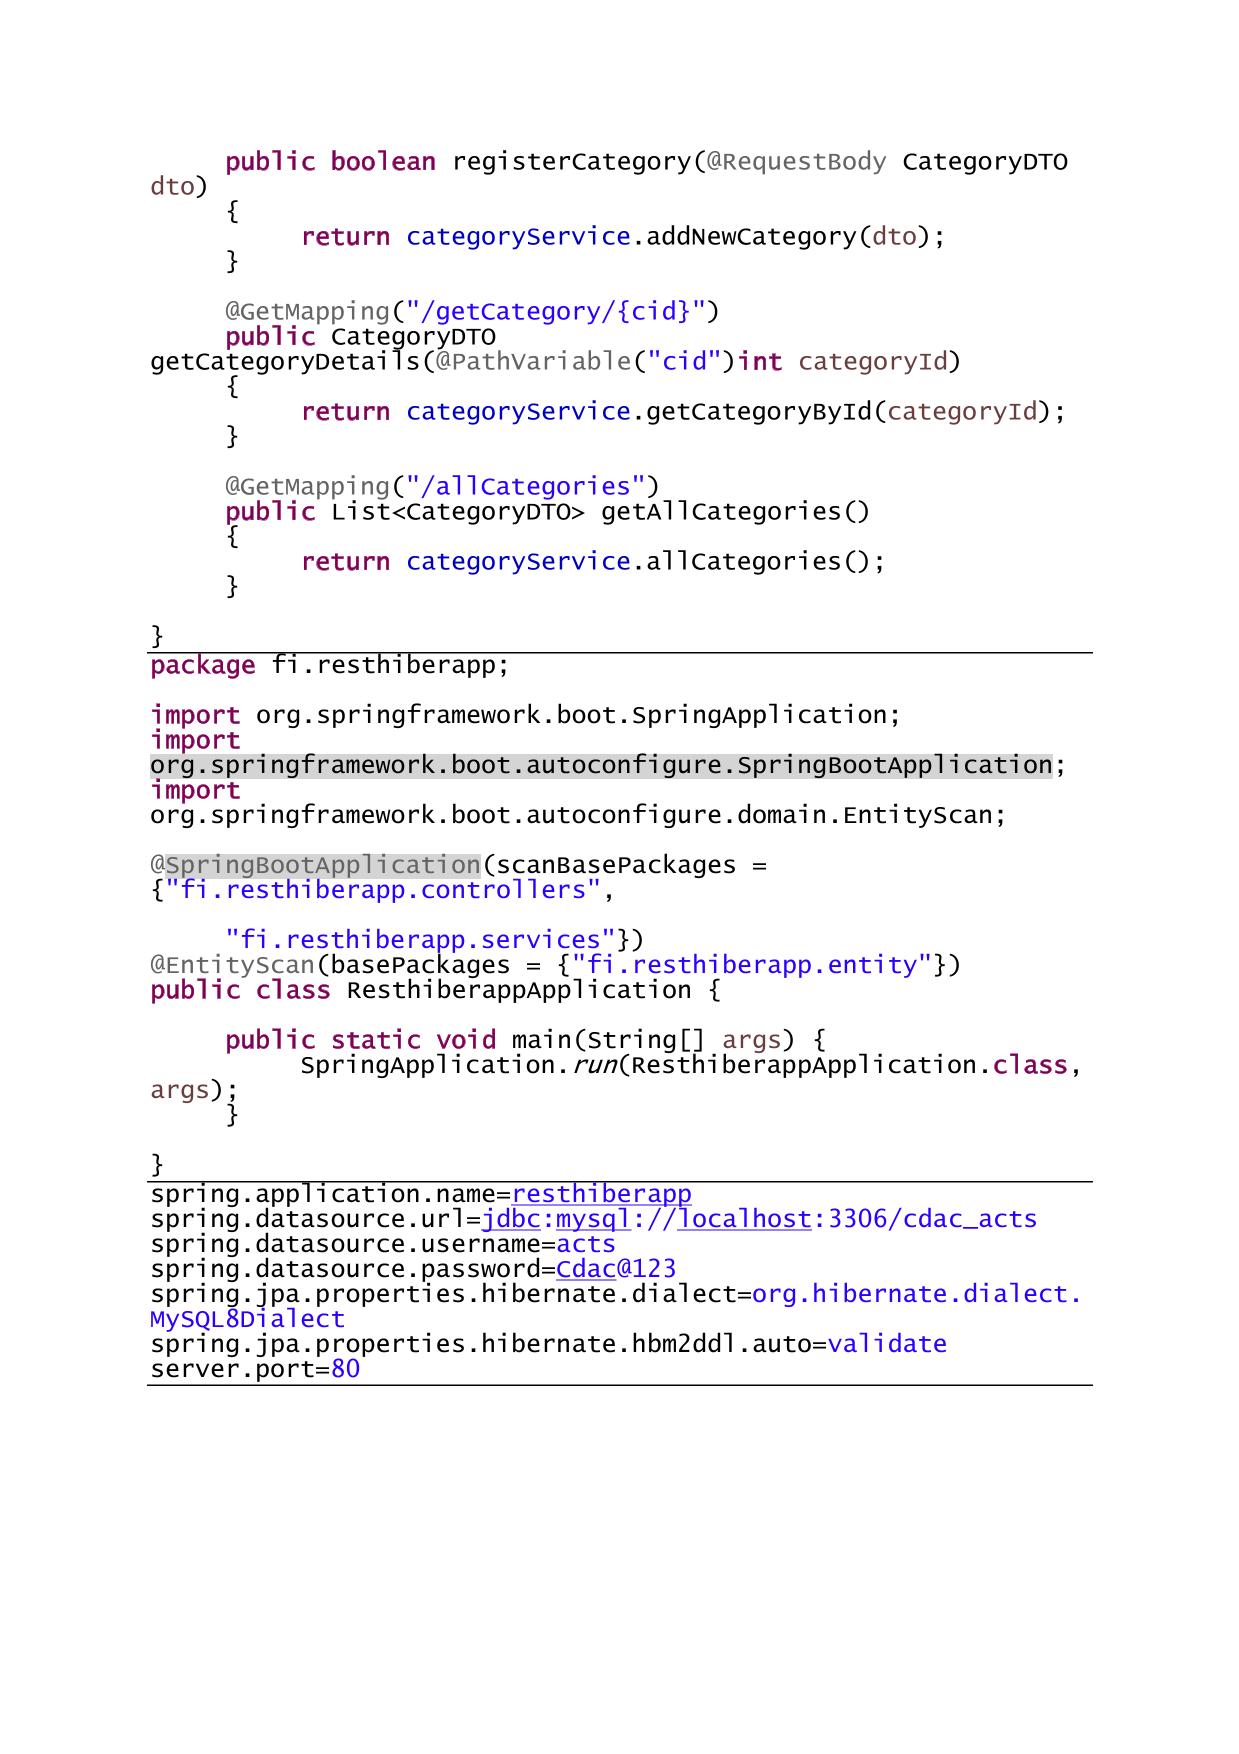 public boolean registerCategory(@RequestBody CategoryDTO
dto)
{
return categoryService.addNewCategory(dto);
}
@GetMapping("/getCategory/{cid}")
public CategoryDTO
getCategoryDetails(@PathVariable("cid")int categoryId)
{
return categoryService.getCategoryById(categoryId);
}
@GetMapping("/allCategories")
public List<CategoryDTO> getAllCategories()
{
return categoryService.allCategories();
}
}
package fi.resthiberapp;
import org.springframework.boot.SpringApplication;
import
org.springframework.boot.autoconfigure.SpringBootApplication;
import
org.springframework.boot.autoconfigure.domain.EntityScan;
@SpringBootApplication(scanBasePackages =
{"fi.resthiberapp.controllers",
"fi.resthiberapp.services"})
@EntityScan(basePackages = {"fi.resthiberapp.entity"})
public class ResthiberappApplication {
public static void main(String[] args) {
SpringApplication.run(ResthiberappApplication.class,
args);
}
}
spring.application.name=resthiberapp
spring.datasource.url=jdbc:mysql://localhost:3306/cdac_acts
spring.datasource.username=acts
spring.datasource.password=Cdac@123
spring.jpa.properties.hibernate.dialect=org.hibernate.dialect.
MySQL8Dialect
spring.jpa.properties.hibernate.hbm2ddl.auto=validate
server.port=80